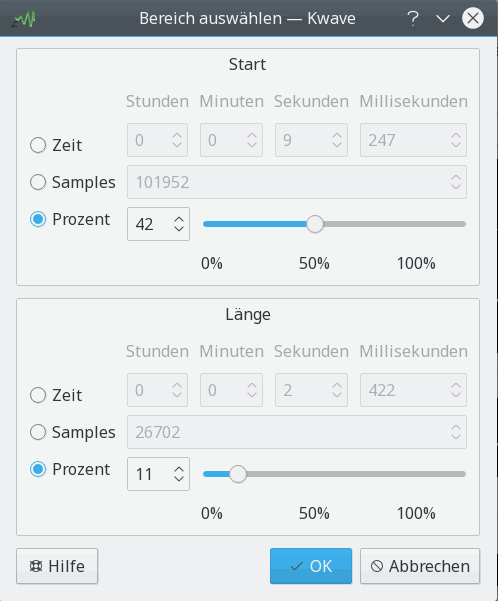 Bereich auswählen — Kwave
Start
Stunden Minuten Sekunden Millisekunden
Zeit 0 0 9 247
Samples 101952
Prozent 42
0% 50% 100%
Länge
Stunden Minuten Sekunden Millisekunden
Zeit 0 0 2 422
Samples 26702
Prozent 11
0% 50% 100%
Hilfe OK Abbrechen